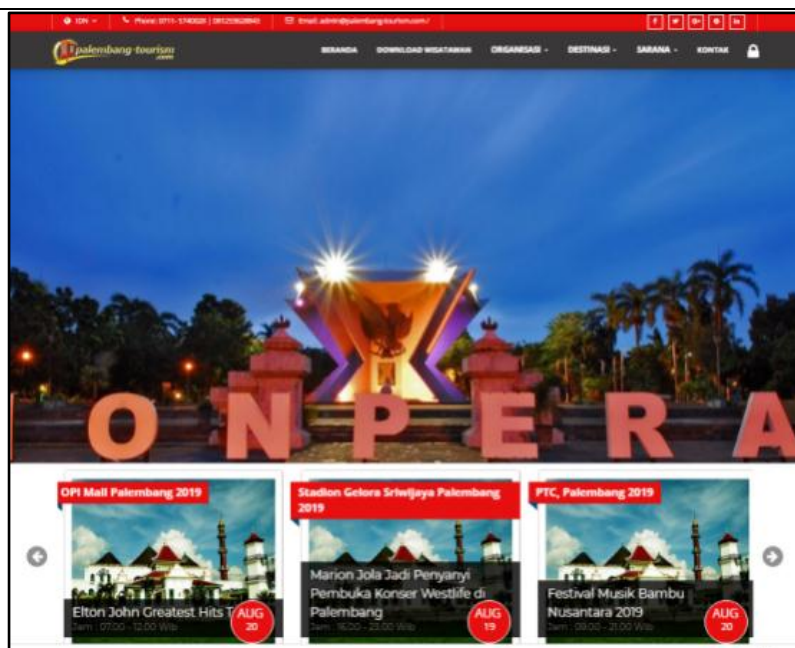 IDN
Phone: 0711- 5740020 |
Email: admin@palembang-tourism.com /
palembang-tourism
.com
BERANDA DOWNLOAD WISATAWAN ORGANISASI DESTINASI SARANA KONTAK
ONPERA
OPI Mall Palembang 2019
Elton John Greatest Hits T
Jam : 07.00 - 12.00 Wib
AUG
20
Stadion Gelora Sriwijaya Palembang
2019
Marion Jola Jadi Penyanyi
Pembuka Konser Westlife di
Palembang
Jam : 16.00 - 23.00 Wib
AUG
19
PTC, Palembang 2019
Festival Musik Bambu
Nusantara 2019
Jam : 09.00 - 21.00 Wib
AUG
20